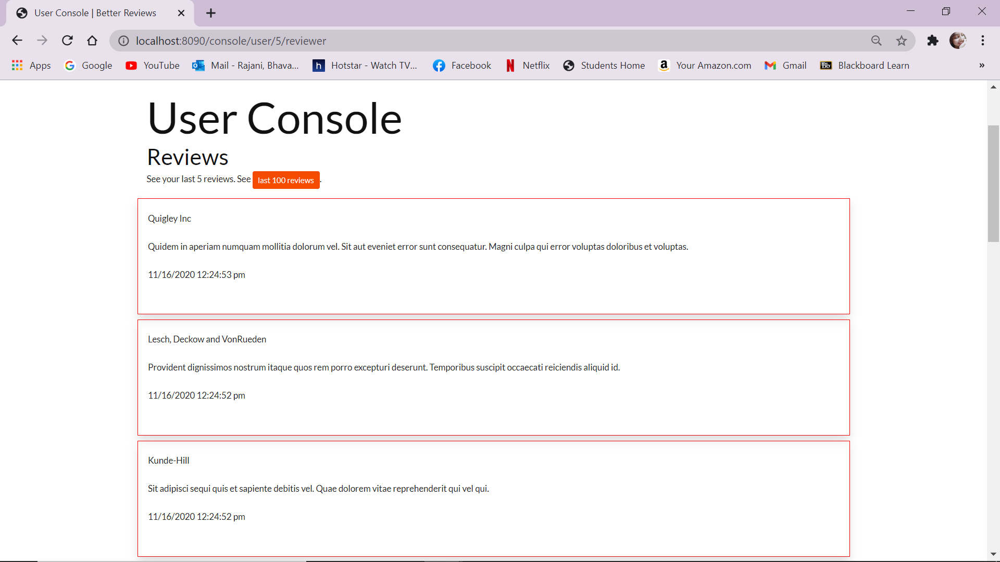 User Console | Better Reviews
localhost:8090/console/user/5/reviewer
Apps Google YouTube Mail - Rajani, Bhava... h Hotstar - Watch TV... Facebook Netflix Students Home a Your Amazon.com Gmail Bb Blackboard Learn »
User Console
Reviews
See your last 5 reviews. See last 100 reviews.
Quigley Inc
Quidem in aperiam numquam mollitia dolorum vel. Sit aut eveniet error sunt consequatur. Magni culpa qui error voluptas doloribus et voluptas.
11/16/2020 12:24:53 pm
Lesch, Deckow and VonRueden
Provident dignissimos nostrum itaque quos rem porro excepturi deserunt. Temporibus suscipit occaecati reiciendis aliquid id.
11/16/2020 12:24:52 pm
Kunde-Hill
Sit adipisci sequi quis et sapiente debitis vel. Quae dolorem vitae reprehenderit qui vel qui.
11/16/2020 12:24:52 pm